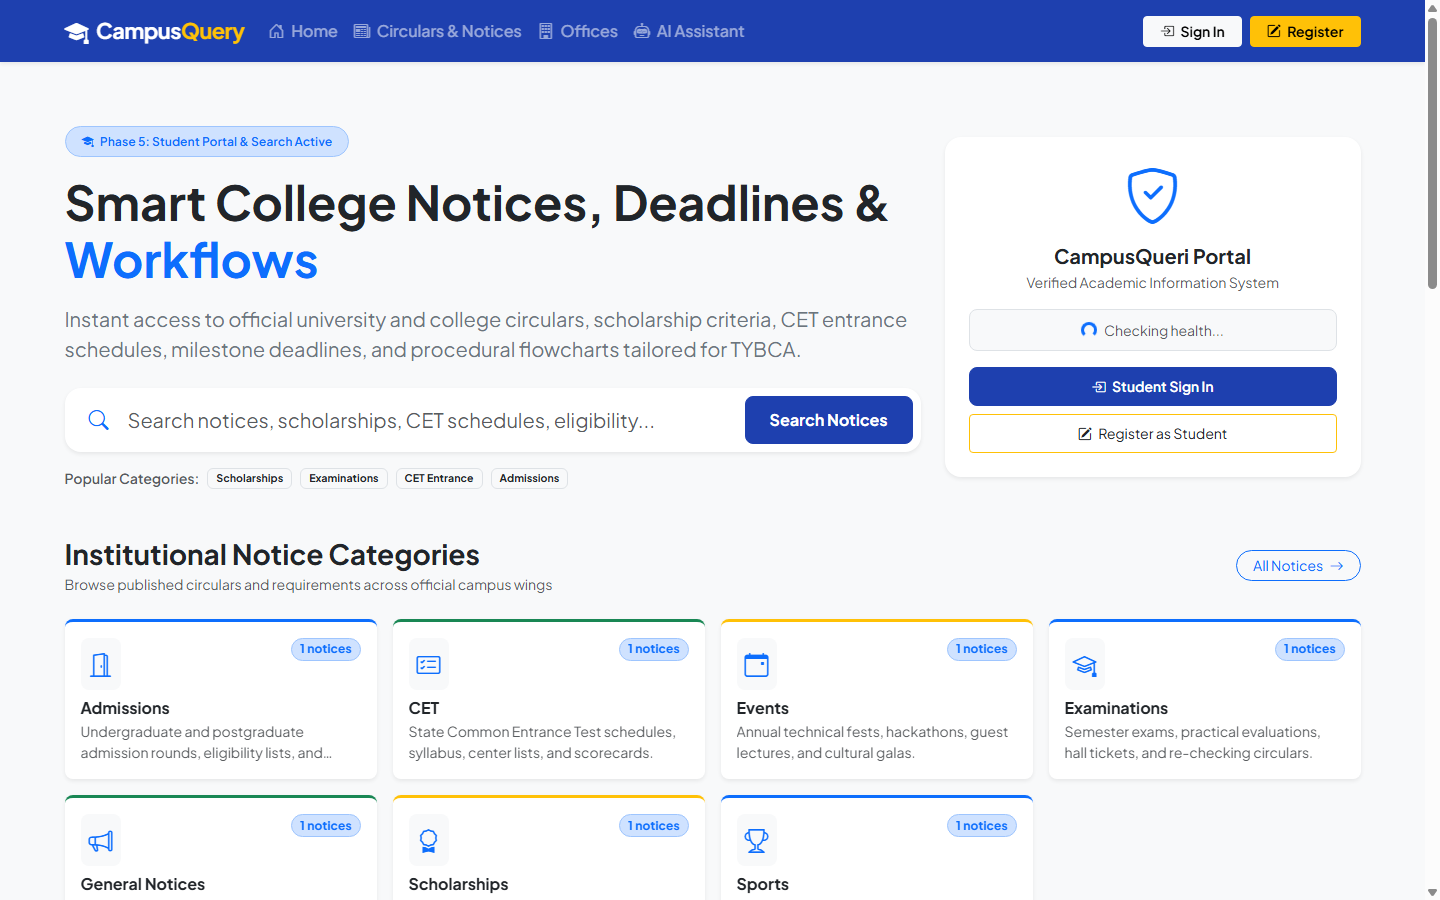 CampusQuery
Home
Circulars & Notices
Offices
AI Assistant
Sign In
Register
Phase 5: Student Portal & Search Active
Smart College Notices, Deadlines &
Workflows
Instant access to official university and college circulars, scholarship criteria, CET entrance
schedules, milestone deadlines, and procedural flowcharts tailored for TYBCA.
Search notices, scholarships, CET schedules, eligibility...
Search Notices
Popular Categories:
Scholarships
Examinations
CET Entrance
Admissions
CampusQueri Portal
Verified Academic Information System
Checking health...
Student Sign In
Register as Student
Institutional Notice Categories
Browse published circulars and requirements across official campus wings
All Notices
1 notices
Admissions
Undergraduate and postgraduate
admission rounds, eligibility lists, and...
1 notices
CET
State Common Entrance Test schedules,
syllabus, center lists, and scorecards.
1 notices
Events
Annual technical fests, hackathons, guest
lectures, and cultural galas.
1 notices
Examinations
Semester exams, practical evaluations,
hall tickets, and re-checking circulars.
1 notices
General Notices
1 notices
Scholarships
1 notices
Sports